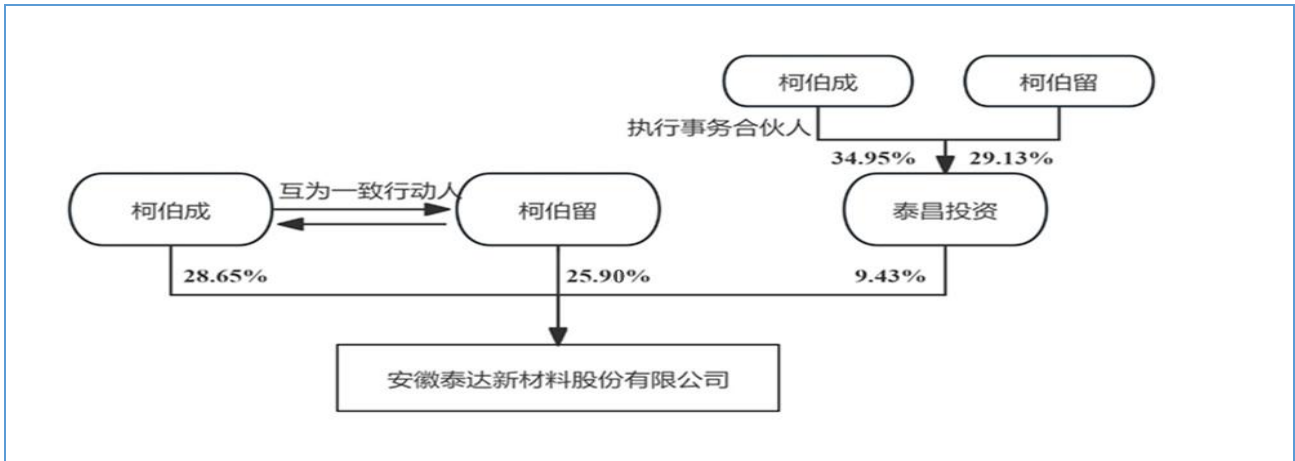 柯伯成
柯伯留
执行事务合伙人
34.95%
29.13%
柯伯成
互为一致行动人
柯伯留
泰昌投资
28.65%
25.90%
9.43%
安徽泰达新材料股份有限公司